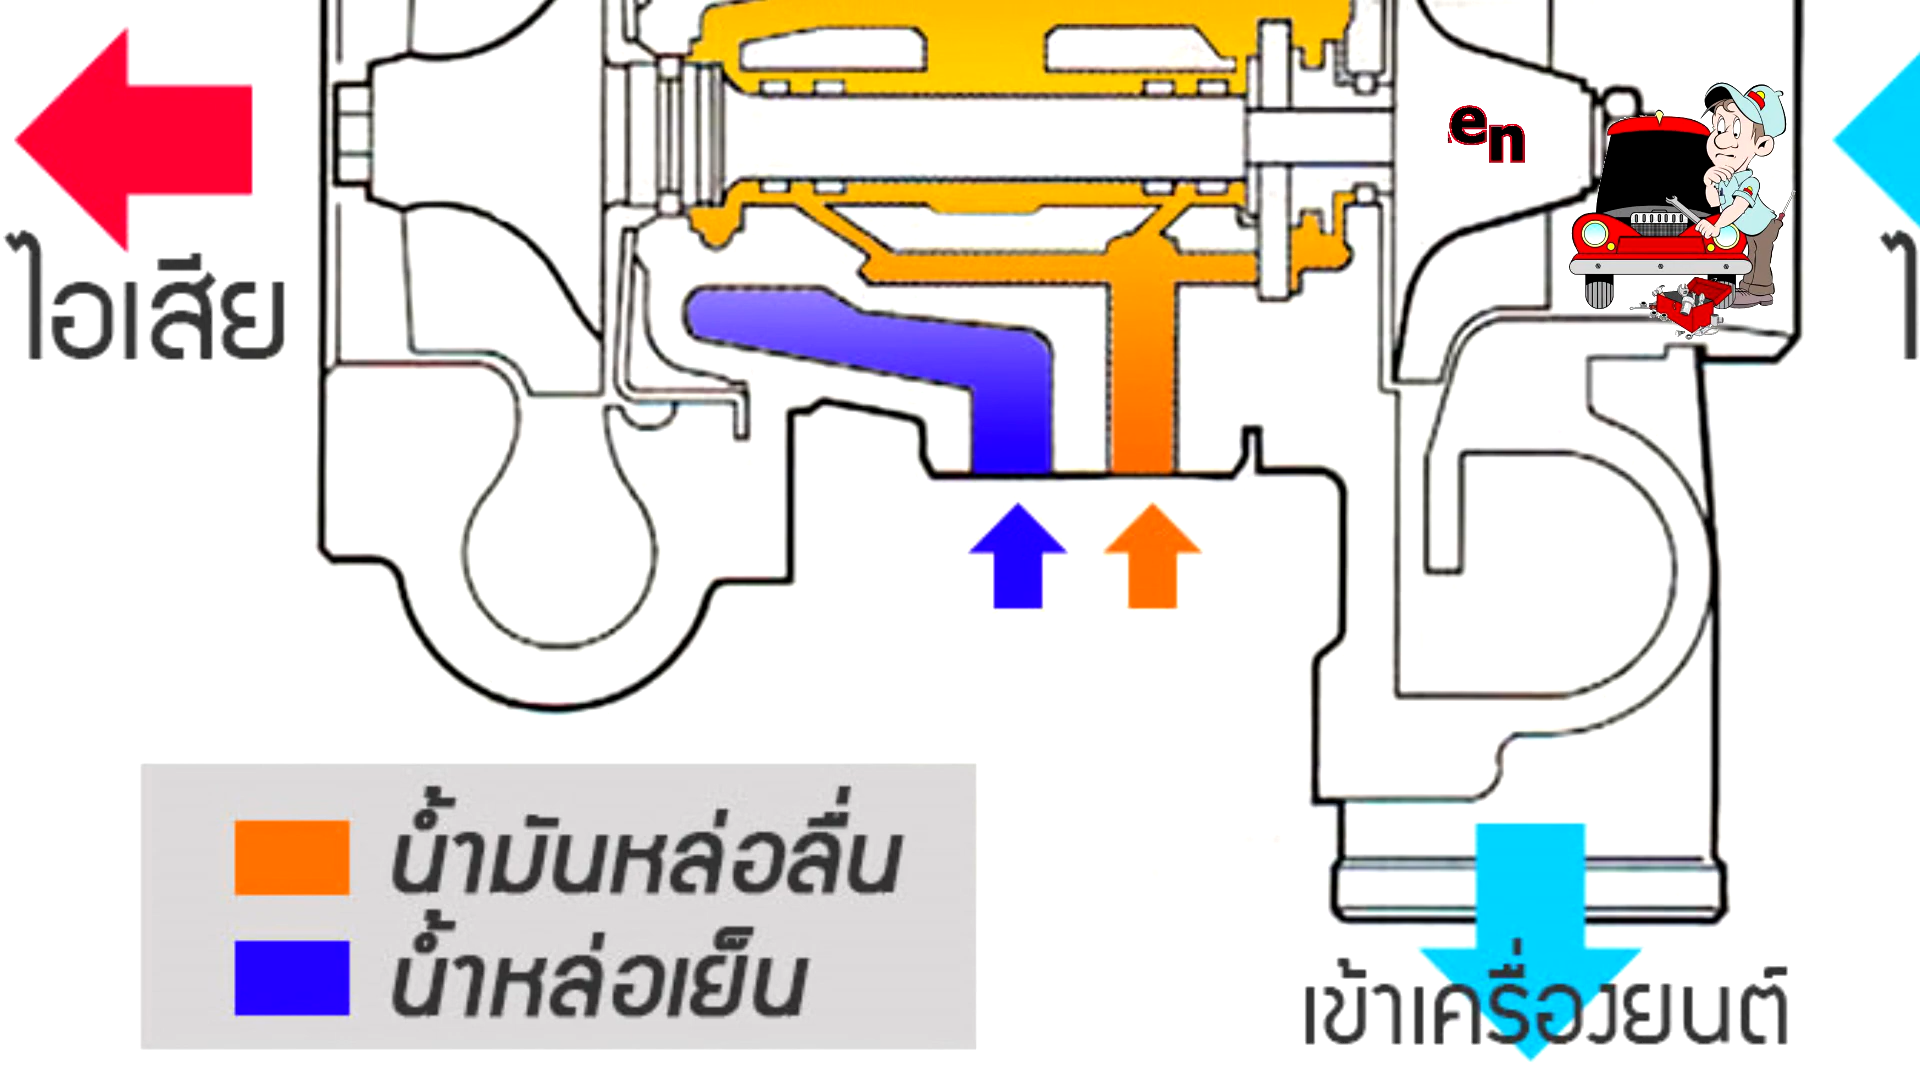 en
ไอเสีย
น้ำมันหล่อลื่น
น้ำหล่อเย็น
เข้าเครื่องยนต์